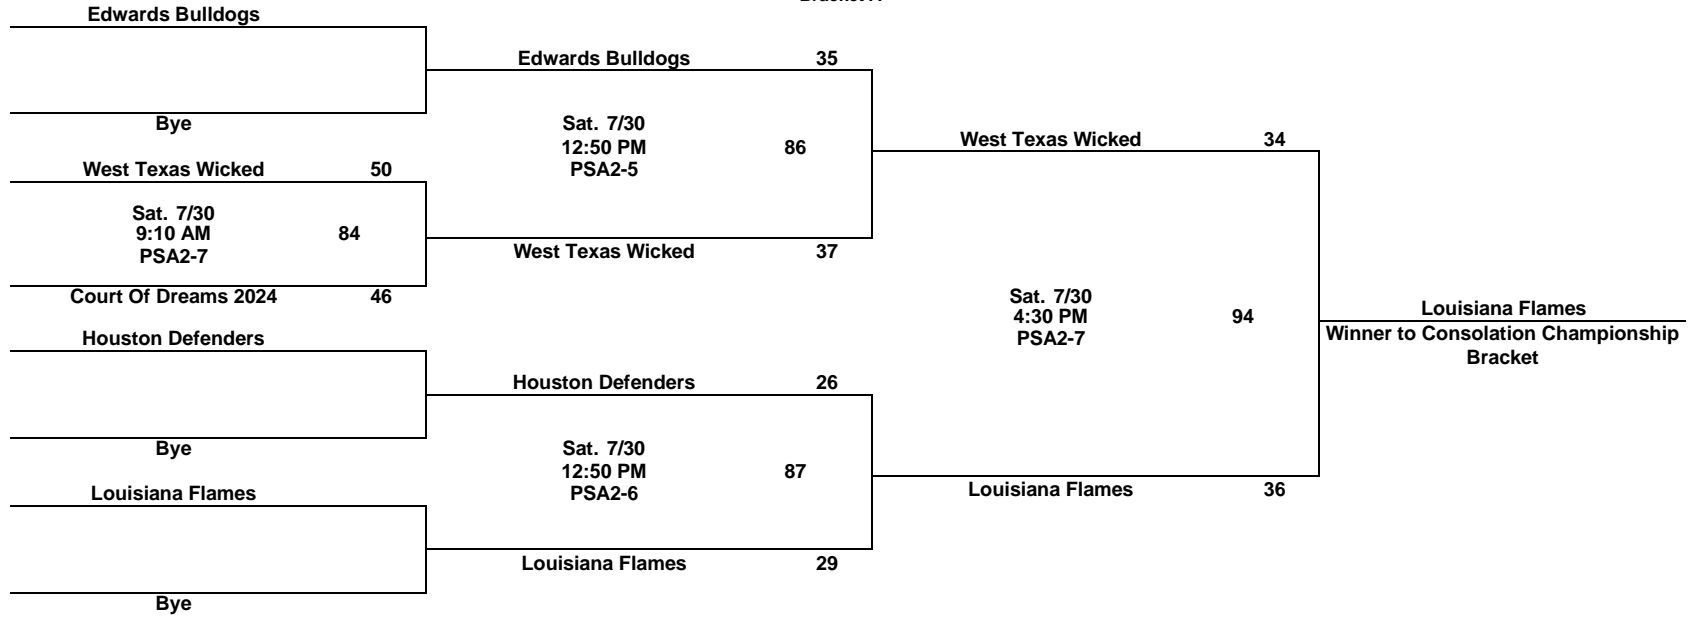 Edwards Bulldogs
Bye
West Texas Wicked 50
Sat. 7/30
9:10 AM 84
PSA2-7
Court Of Dreams 2024 46
Houston Defenders
Bye
Louisiana Flames
Bye
Edwards Bulldogs 35
Sat. 7/30
12:50 PM 86
PSA2-5
West Texas Wicked 37
Houston Defenders 26
Sat. 7/30
12:50 PM 87
PSA2-6
Louisiana Flames 29
West Texas Wicked 34
Sat. 7/30
4:30 PM 94
PSA2-7
Louisiana Flames 36
Louisiana Flames
Winner to Consolation Championship
Bracket